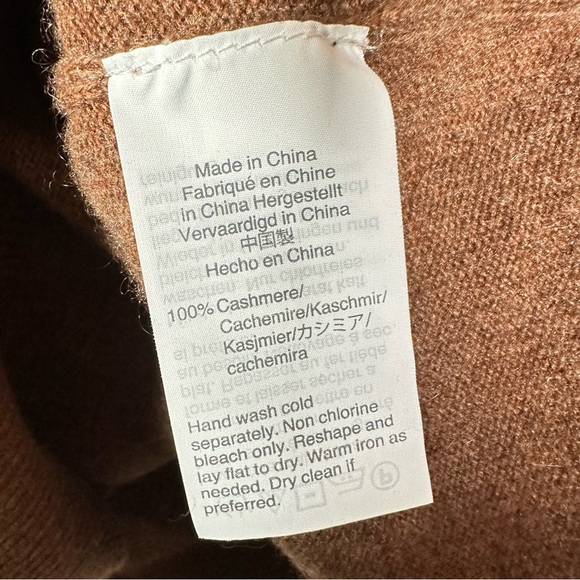 Made in China
Fabriqué en Chine
in China Hergestellt
Vervaardigd in China
中国製
Hecho en China
100% Cashmere/
Cachemire/Kaschmir/
Kasjmier/カシミア/
cachemira
Hand wash cold
separately. Non chlorine
bleach only. Reshape and
lay flat to dry. Warm iron as
needed. Dry clean if
preferred.